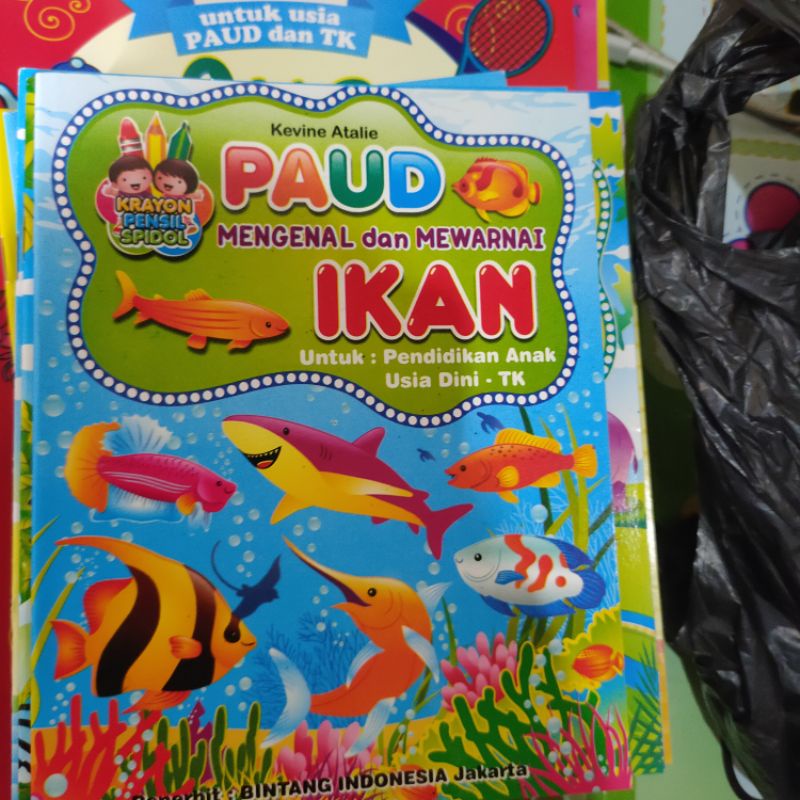 untuk usia
PAUD dan TK
Kevine Atalie
KRAYON
PENSIL
SPIDOL
PAUD
MENGENAL dan MEWARNAI
IKAN
Untuk : Pendidikan Anak
Usia Dini - TK
Penerbit : BINTANG INDONESIA Jakarta